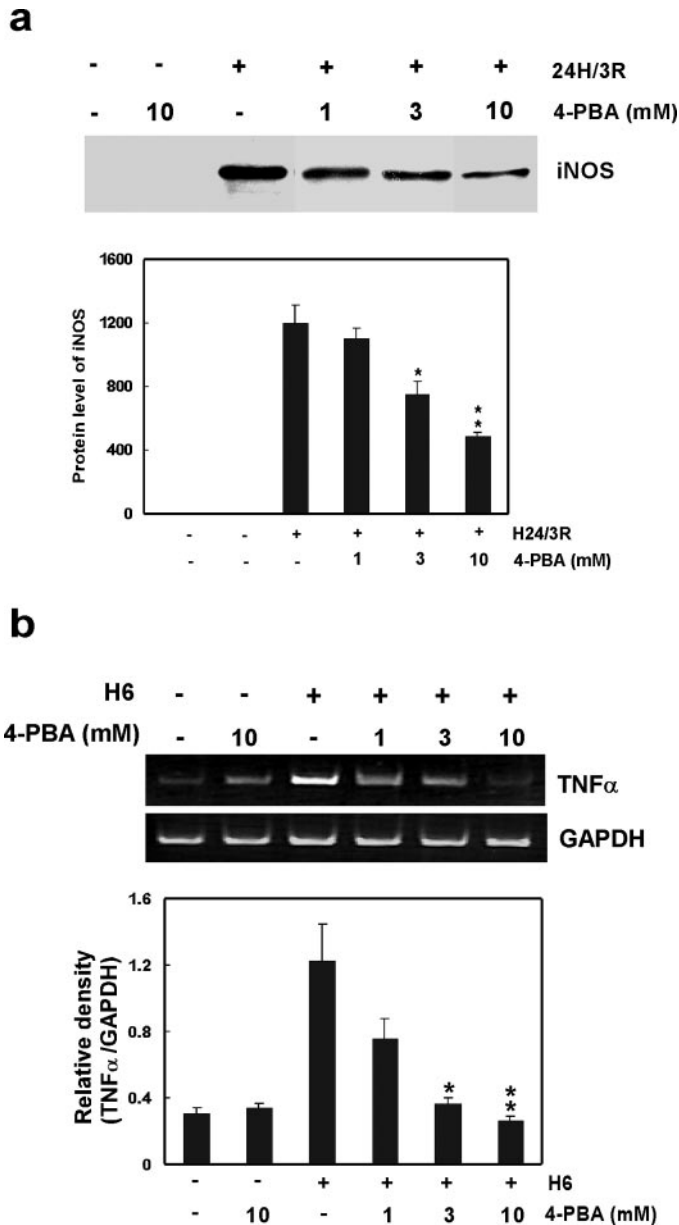 a
- - + + + + 24H/3R
- 10 - 1 3 10 4-PBA (mM)
iNOS
Protein level of iNOS
1600
1200
800
400
0
*
*
*
- - + + + + H24/3R
- - - 1 3 10 4-PBA (mM)
b
H6 - - + + + +
4-PBA (mM) - 10 - 1 3 10
TNFα
GAPDH
Relative density
(TNFα/GAPDH)
1.6
1.2
0.8
0.4
0
*
*
*
- - + + + + H6
- 10 - 1 3 10 4-PBA (mM)